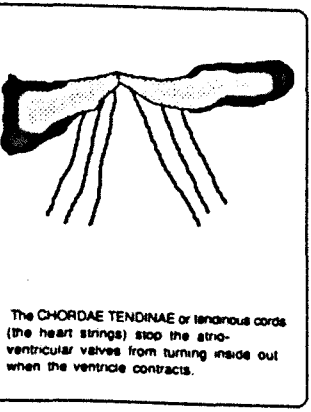 The CHORDAE TENDINAE or tendinous cords
(the heart strings) stop the atrio-
ventricular valves from turning inside out
when the ventricle contracts.